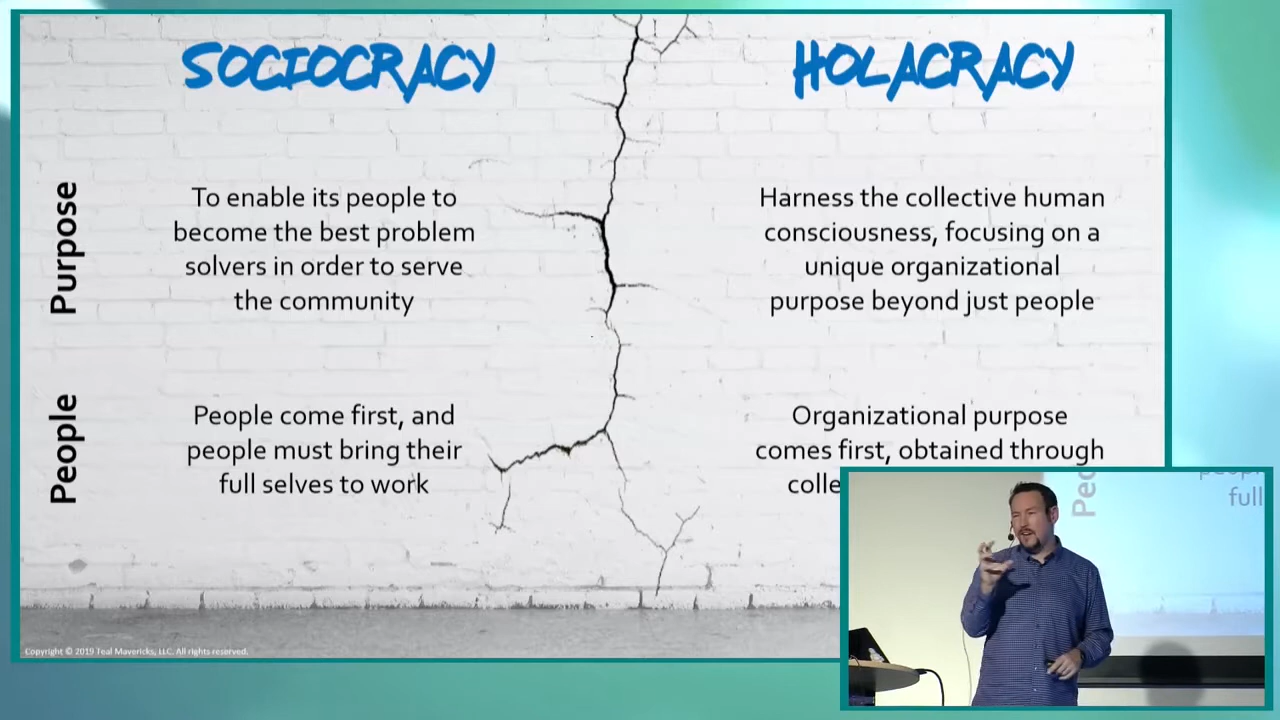 SOCIOCRACY
HOLACRACY
Purpose
To enable its people to
become the best problem
solvers in order to serve
the community
Harness the collective human
consciousness, focusing on a
unique organizational
purpose beyond just people
People
People come first, and
people must bring their
full selves to work
Organizational purpose
comes first, obtained through
Copyright © 2019 Teal Mavericks, LLC. All rights reserved.
full